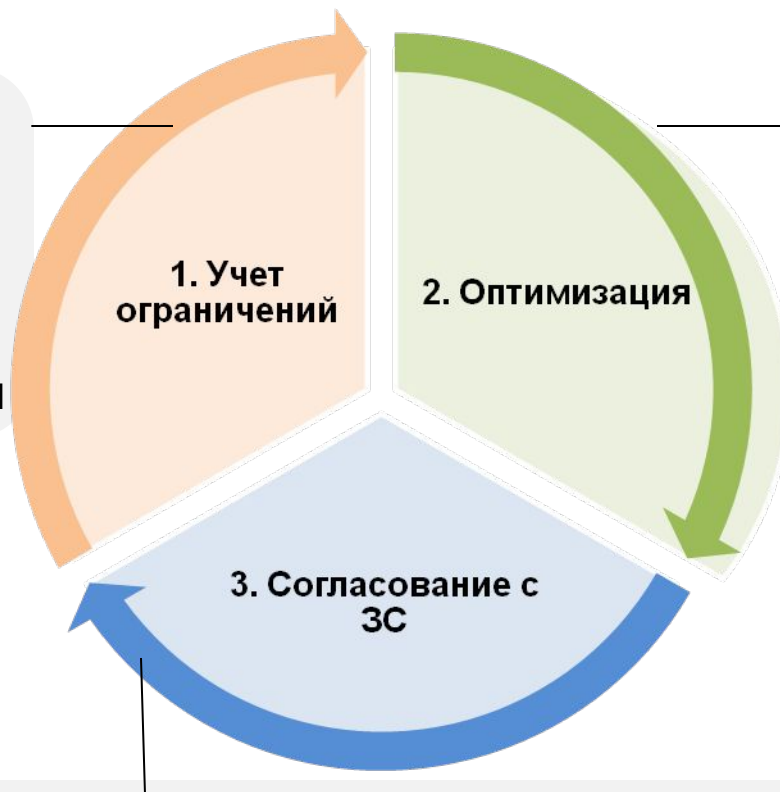 1. Учет
ограничений
2. Оптимизация
3. Согласование с
ЗС